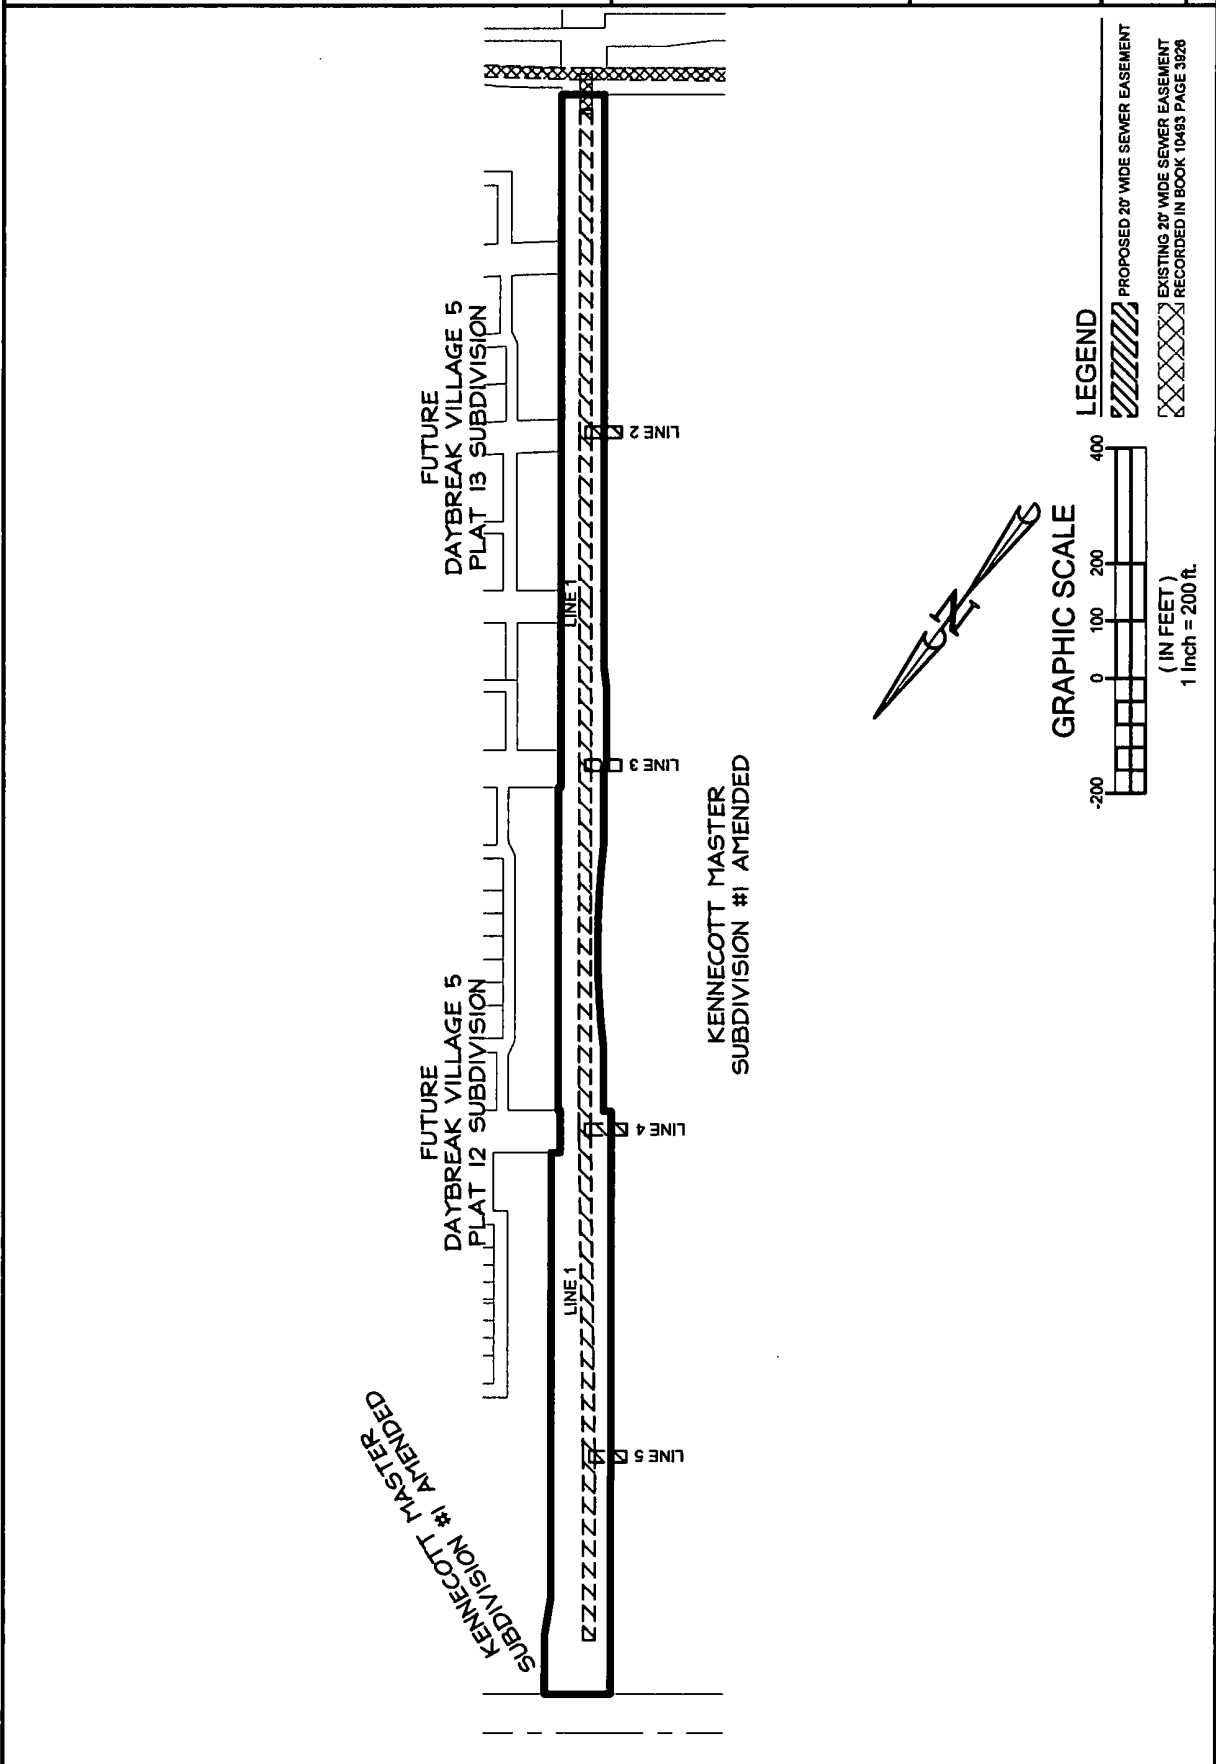 FUTURE
DAYBREAK VILLAGE 5
PLAT 13 SUBDIVISION
FUTURE
DAYBREAK VILLAGE 5
PLAT 12 SUBDIVISION
KENNECOTT MASTER
SUBDIVISION #1 AMENDED
LINE 1
LINE 1
LINE 2
LINE 3
LINE 4
LINE 5
KENNECOTT MASTER
SUBDIVISION #1 AMENDED
N
GRAPHIC SCALE
-200 0 100 200 400
( IN FEET )
1 inch = 200 ft.
LEGEND
PROPOSED 20' WIDE SEWER EASEMENT
EXISTING 20' WIDE SEWER EASEMENT
RECORDED IN BOOK 10493 PAGE 3926